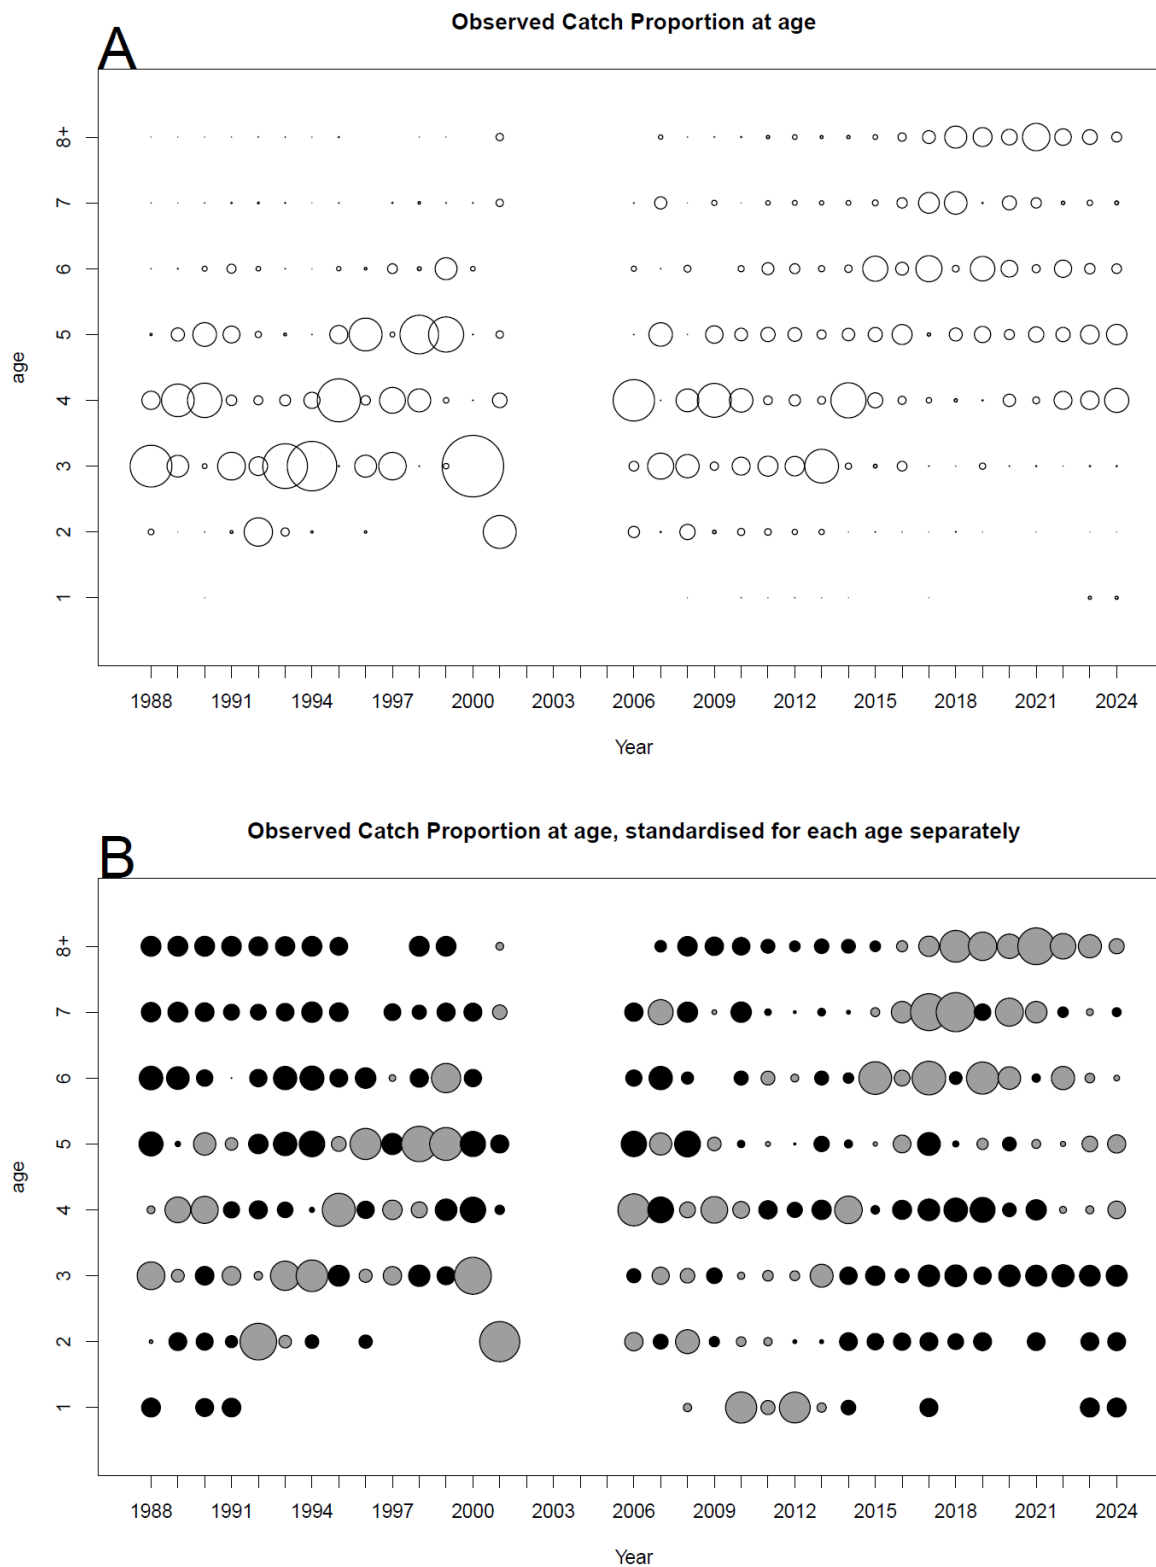 Observed Catch Proportion at age
A
8+
7
6
5
4
3
2
1
age
1988 1991 1994 1997 2000 2003 2006 2009 2012 2015 2018 2021 2024
Year
Observed Catch Proportion at age, standardised for each age separately
B
8+
7
6
5
4
3
2
1
age
1988 1991 1994 1997 2000 2003 2006 2009 2012 2015 2018 2021 2024
Year